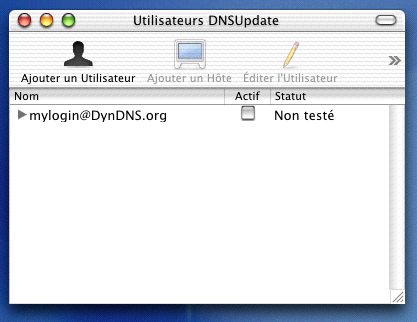 Utilisateurs DNSUpdate
Ajouter un Utilisateur Ajouter un Hôte Éditer l'Utilisateur
Nom Actif Statut
mylogin@DynDNS.org Non testé